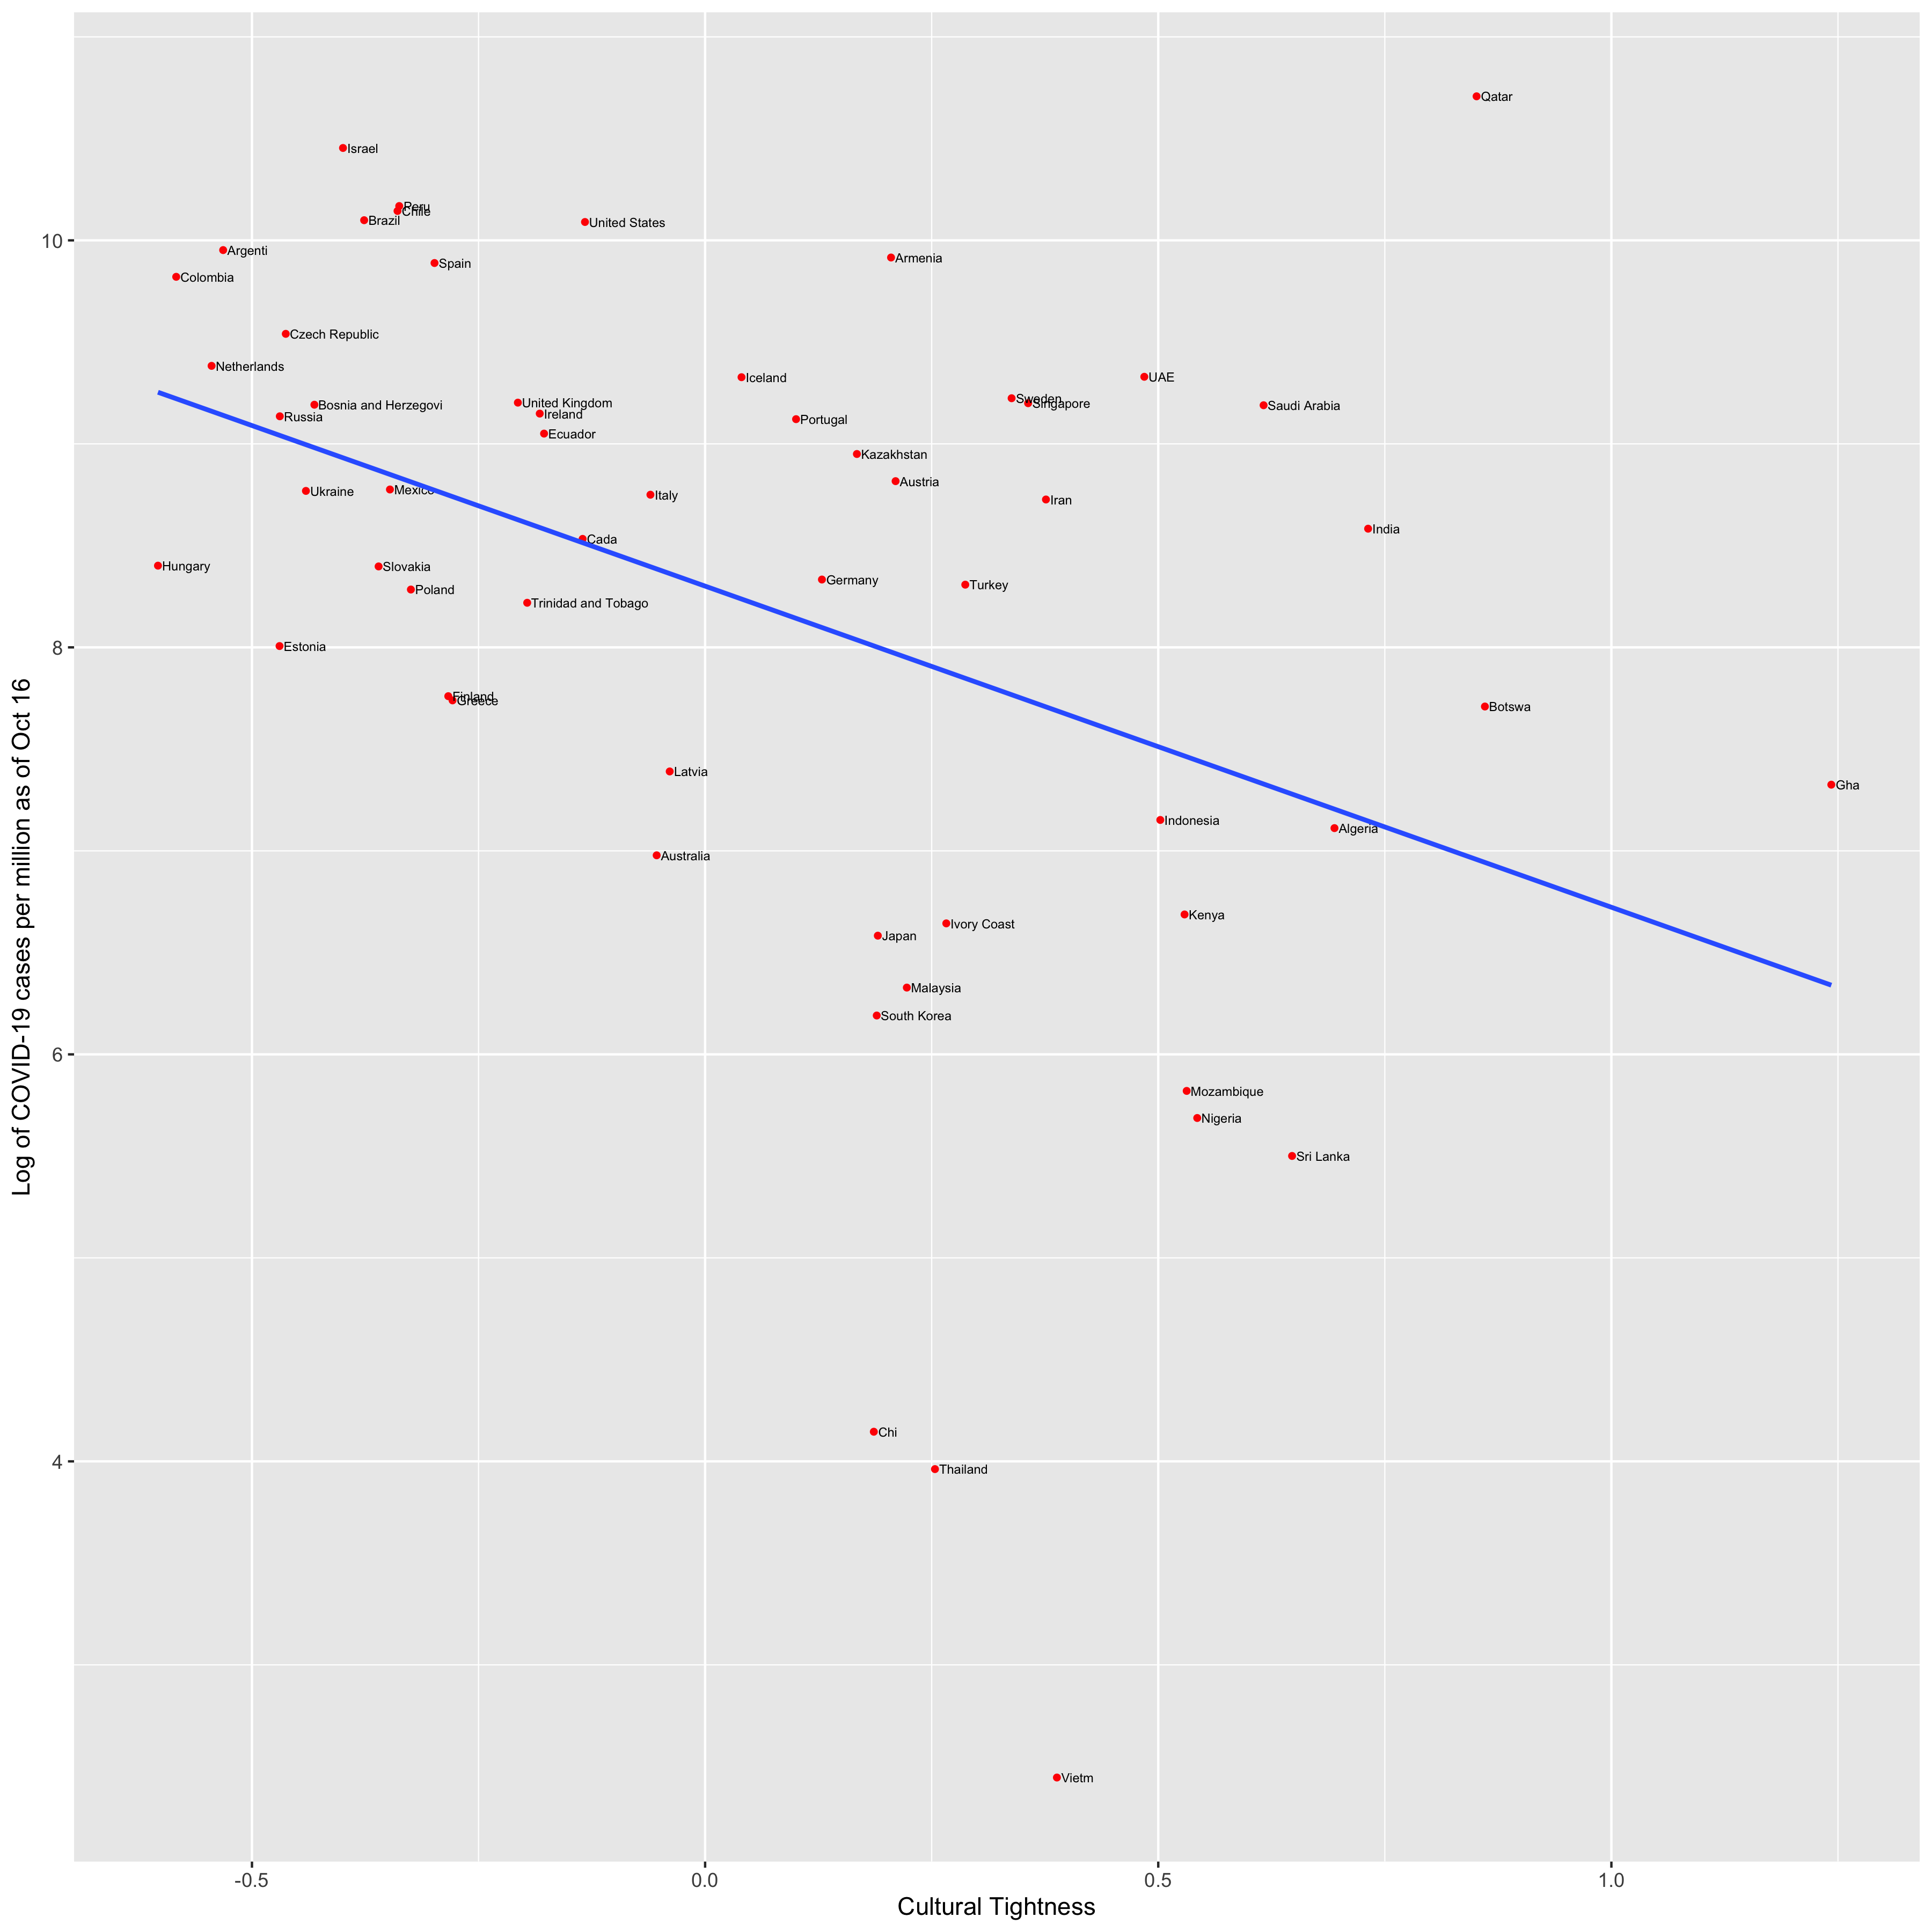 Qatar
Israel
Peru
Chile
Brazil
United States
Argenti
Armenia
Spain
Colombia
Czech Republic
Netherlands
Iceland
UAE
Sweden
Singapore
Bosnia and Herzegovi
United Kingdom
Saudi Arabia
Russia
Ireland
Portugal
Ecuador
Kazakhstan
Austria
Ukraine
Mexico
Italy
Iran
India
Cada
Hungary
Slovakia
Germany
Turkey
Poland
Trinidad and Tobago
Estonia
Finland
Greece
Botswa
Latvia
Gha
Indonesia
Algeria
Australia
Kenya
Ivory Coast
Japan
Malaysia
South Korea
Mozambique
Nigeria
Sri Lanka
Chi
Thailand
Vietm
10
8
6
4
Log of COVID-19 cases per million as of Oct 16
-0.5
0.0
0.5
1.0
Cultural Tightness